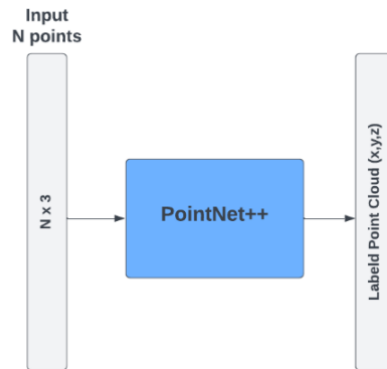 Input
N points
N x 3
PointNet++
Labeld Point Cloud (x,y,z)